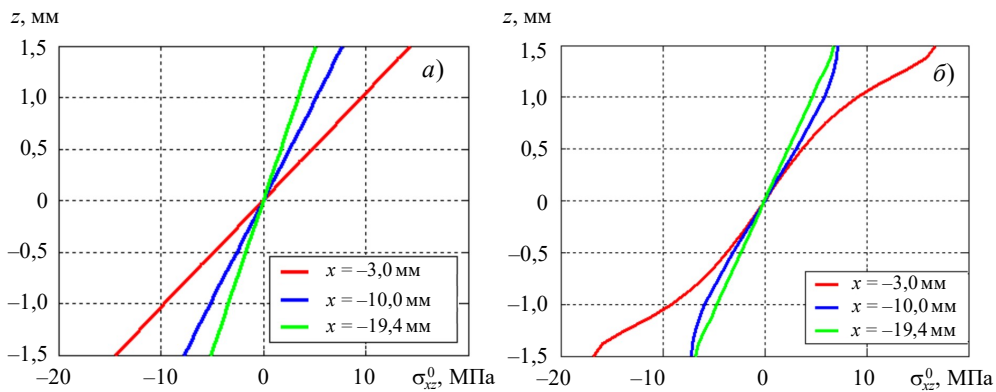 z, мм
z, мм
1,5
1,0
0,5
0
–0,5
–1,0
–1,5
а)
x = –3,0 мм
x = –10,0 мм
x = –19,4 мм
–20
–10
0
10
σ⁰xz, МПа
1,5
1,0
0,5
0
–0,5
–1,0
–1,5
б)
x = –3,0 мм
x = –10,0 мм
x = –19,4 мм
–20
–10
0
10
σ⁰xz, МПа